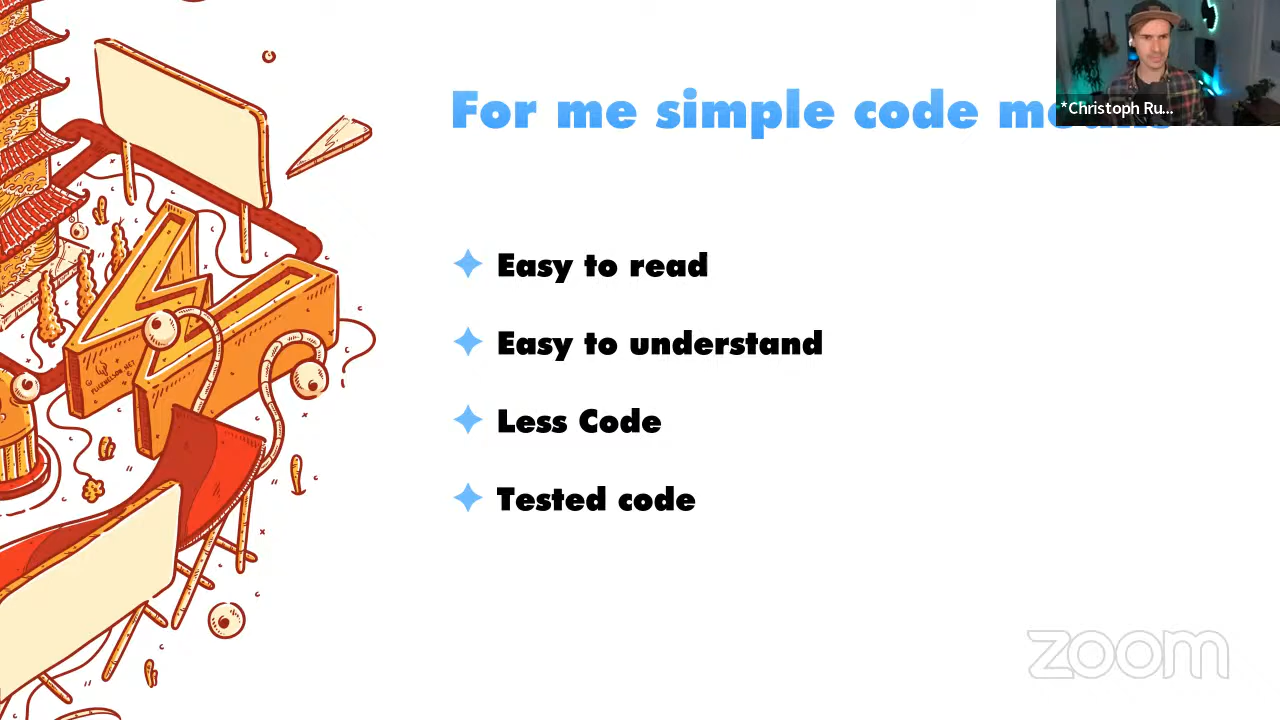 For me simple code
*Christoph Ru...
Easy to read
Easy to understand
Less Code
Tested code
zoom